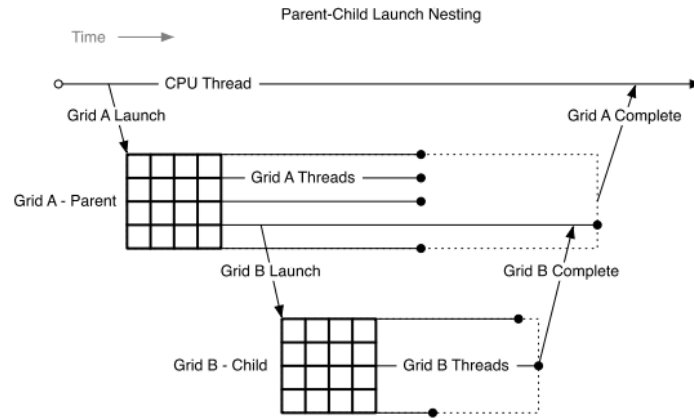 Parent-Child Launch Nesting
Time
CPU Thread
Grid A Launch
Grid A Complete
Grid A Threads
Grid A - Parent
Grid B Launch
Grid B Complete
Grid B - Child
Grid B Threads